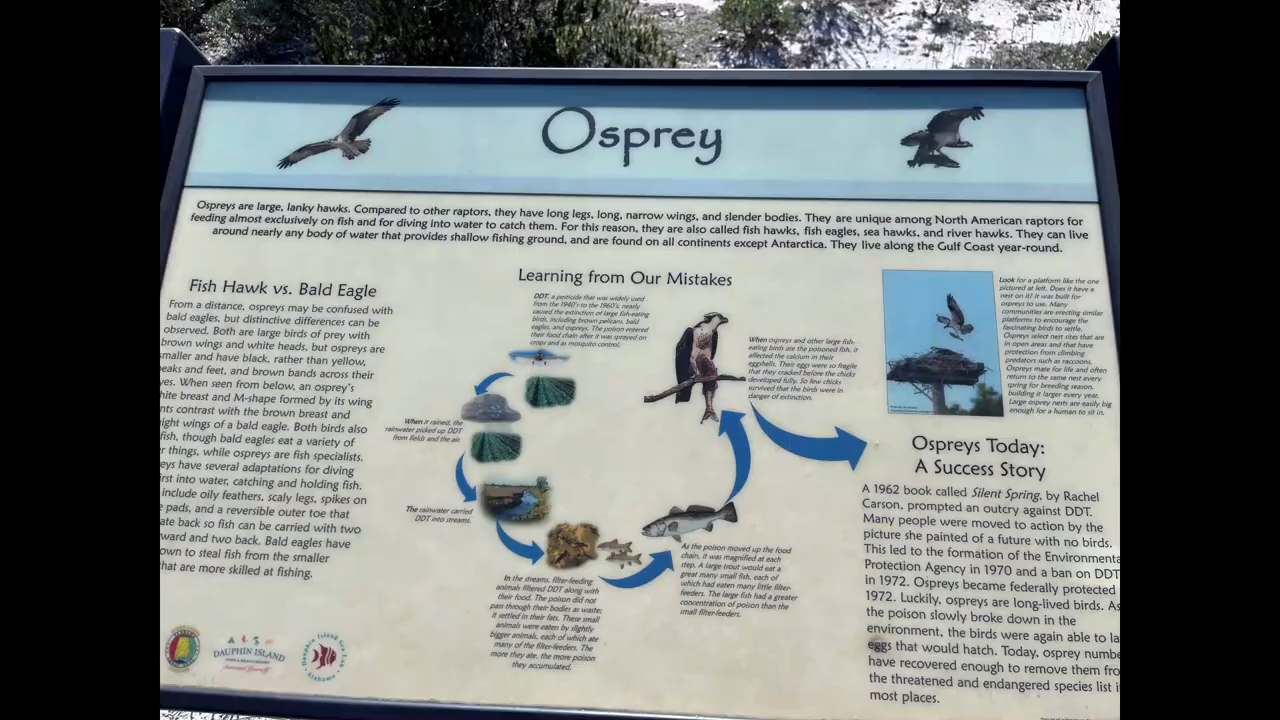 Osprey
Ospreys are large, lanky hawks. Compared to other raptors, they have long legs, long, narrow wings, and slender bodies. They are unique among North American raptors for
feeding almost exclusively on fish and for diving into water to catch them. For this reason, they are also called fish hawks, fish eagles, sea hawks, and river hawks. They can live
around nearly any body of water that provides shallow fishing ground, and are found on all continents except Antarctica. They live along the Gulf Coast year-round.
Fish Hawk vs. Bald Eagle
From a distance, ospreys may be confused with
bald eagles, but distinctive differences can be
observed. Both are large birds of prey with
brown wings and white heads, but ospreys are
smaller and have black, rather than yellow,
eaks and feet, and brown bands across their
yes. When seen from below, an osprey's
hite breast and M-shape formed by its wing
nts contrast with the brown breast and
ight wings of a bald eagle. Both birds also
fish, though bald eagles eat a variety of
r things, while ospreys are fish specialists.
eys have several adaptations for diving
irst into water, catching and holding fish.
include oily feathers, scaly legs, spikes on
pads, and a reversible outer toe that
ate back so fish can be carried with two
ward and two back. Bald eagles have
own to steal fish from the smaller
hat are more skilled at fishing.
DAUPHIN ISLAND
Dauphin Island Sea Lab
Alabama
Learning from Our Mistakes
DDT, a pesticide that was widely used
from the 1940's to the 1960's, nearly
caused the extinction of large fish-eating
birds, including brown pelicans, bald
eagles, and ospreys. The poison entered
their food chain after it was sprayed on
crops and as mosquito control.
When it rained, the
rainwater picked up DDT
from fields and the air.
The rainwater carried
DDT into streams.
In the streams, filter-feeding
animals filtered DDT along with
their food. The poison did not
pass through their bodies as waste;
it settled in their fats. These small
animals were eaten by slightly
bigger animals, each of which ate
many of the filter-feeders. The
more they ate, the more poison
they accumulated.
As the poison moved up the food
chain, it was magnified at each
step. A large trout would eat a
great many small fish, each of
which had eaten many little filter-
feeders. The large fish had a greater
concentration of poison than the
small filter-feeders.
When ospreys and other large fish-
eating birds ate the poisoned fish, it
affected the calcium in their
eggshells. Their eggs were so fragile
that they cracked before the chicks
developed fully. So few chicks
survived that the birds were in
danger of extinction.
Look for a platform like the one
pictured at left. Does it have a
nest on it? It was built for
ospreys to use. Many
communities are erecting similar
platforms to encourage the
fascinating birds to settle.
Ospreys select nest sites that are
in open areas and that have
protection from climbing
predators such as raccoons.
Ospreys mate for life and often
return to the same nest every
spring for breeding season,
building it larger every year.
Large osprey nests are easily big
enough for a human to sit in.
Ospreys Today:
A Success Story
A 1962 book called Silent Spring, by Rachel
Carson, prompted an outcry against DDT.
Many people were moved to action by the
picture she painted of a future with no birds.
This led to the formation of the Environmenta
Protection Agency in 1970 and a ban on DDT
in 1972. Ospreys became federally protected
1972. Luckily, ospreys are long-lived birds. As
the poison slowly broke down in the
environment, the birds were again able to la
eggs that would hatch. Today, osprey numbe
have recovered enough to remove them fro
the threatened and endangered species list i
most places.